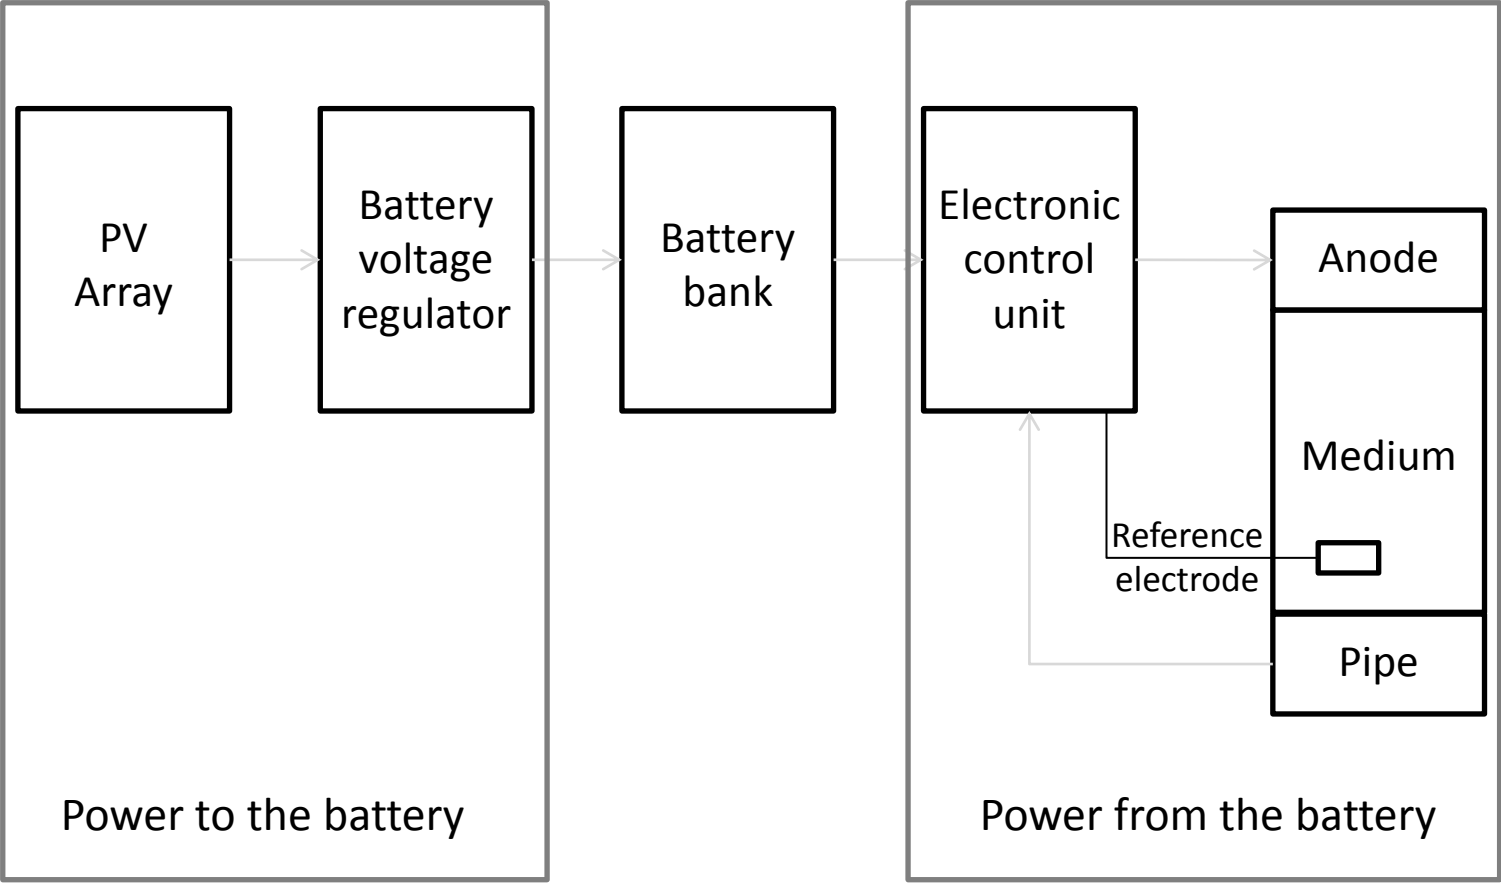 PV
Array
Battery
voltage
regulator
Battery
bank
Electronic
control
unit
Anode
Medium
Reference
electrode
Pipe
Power to the battery
Power from the battery